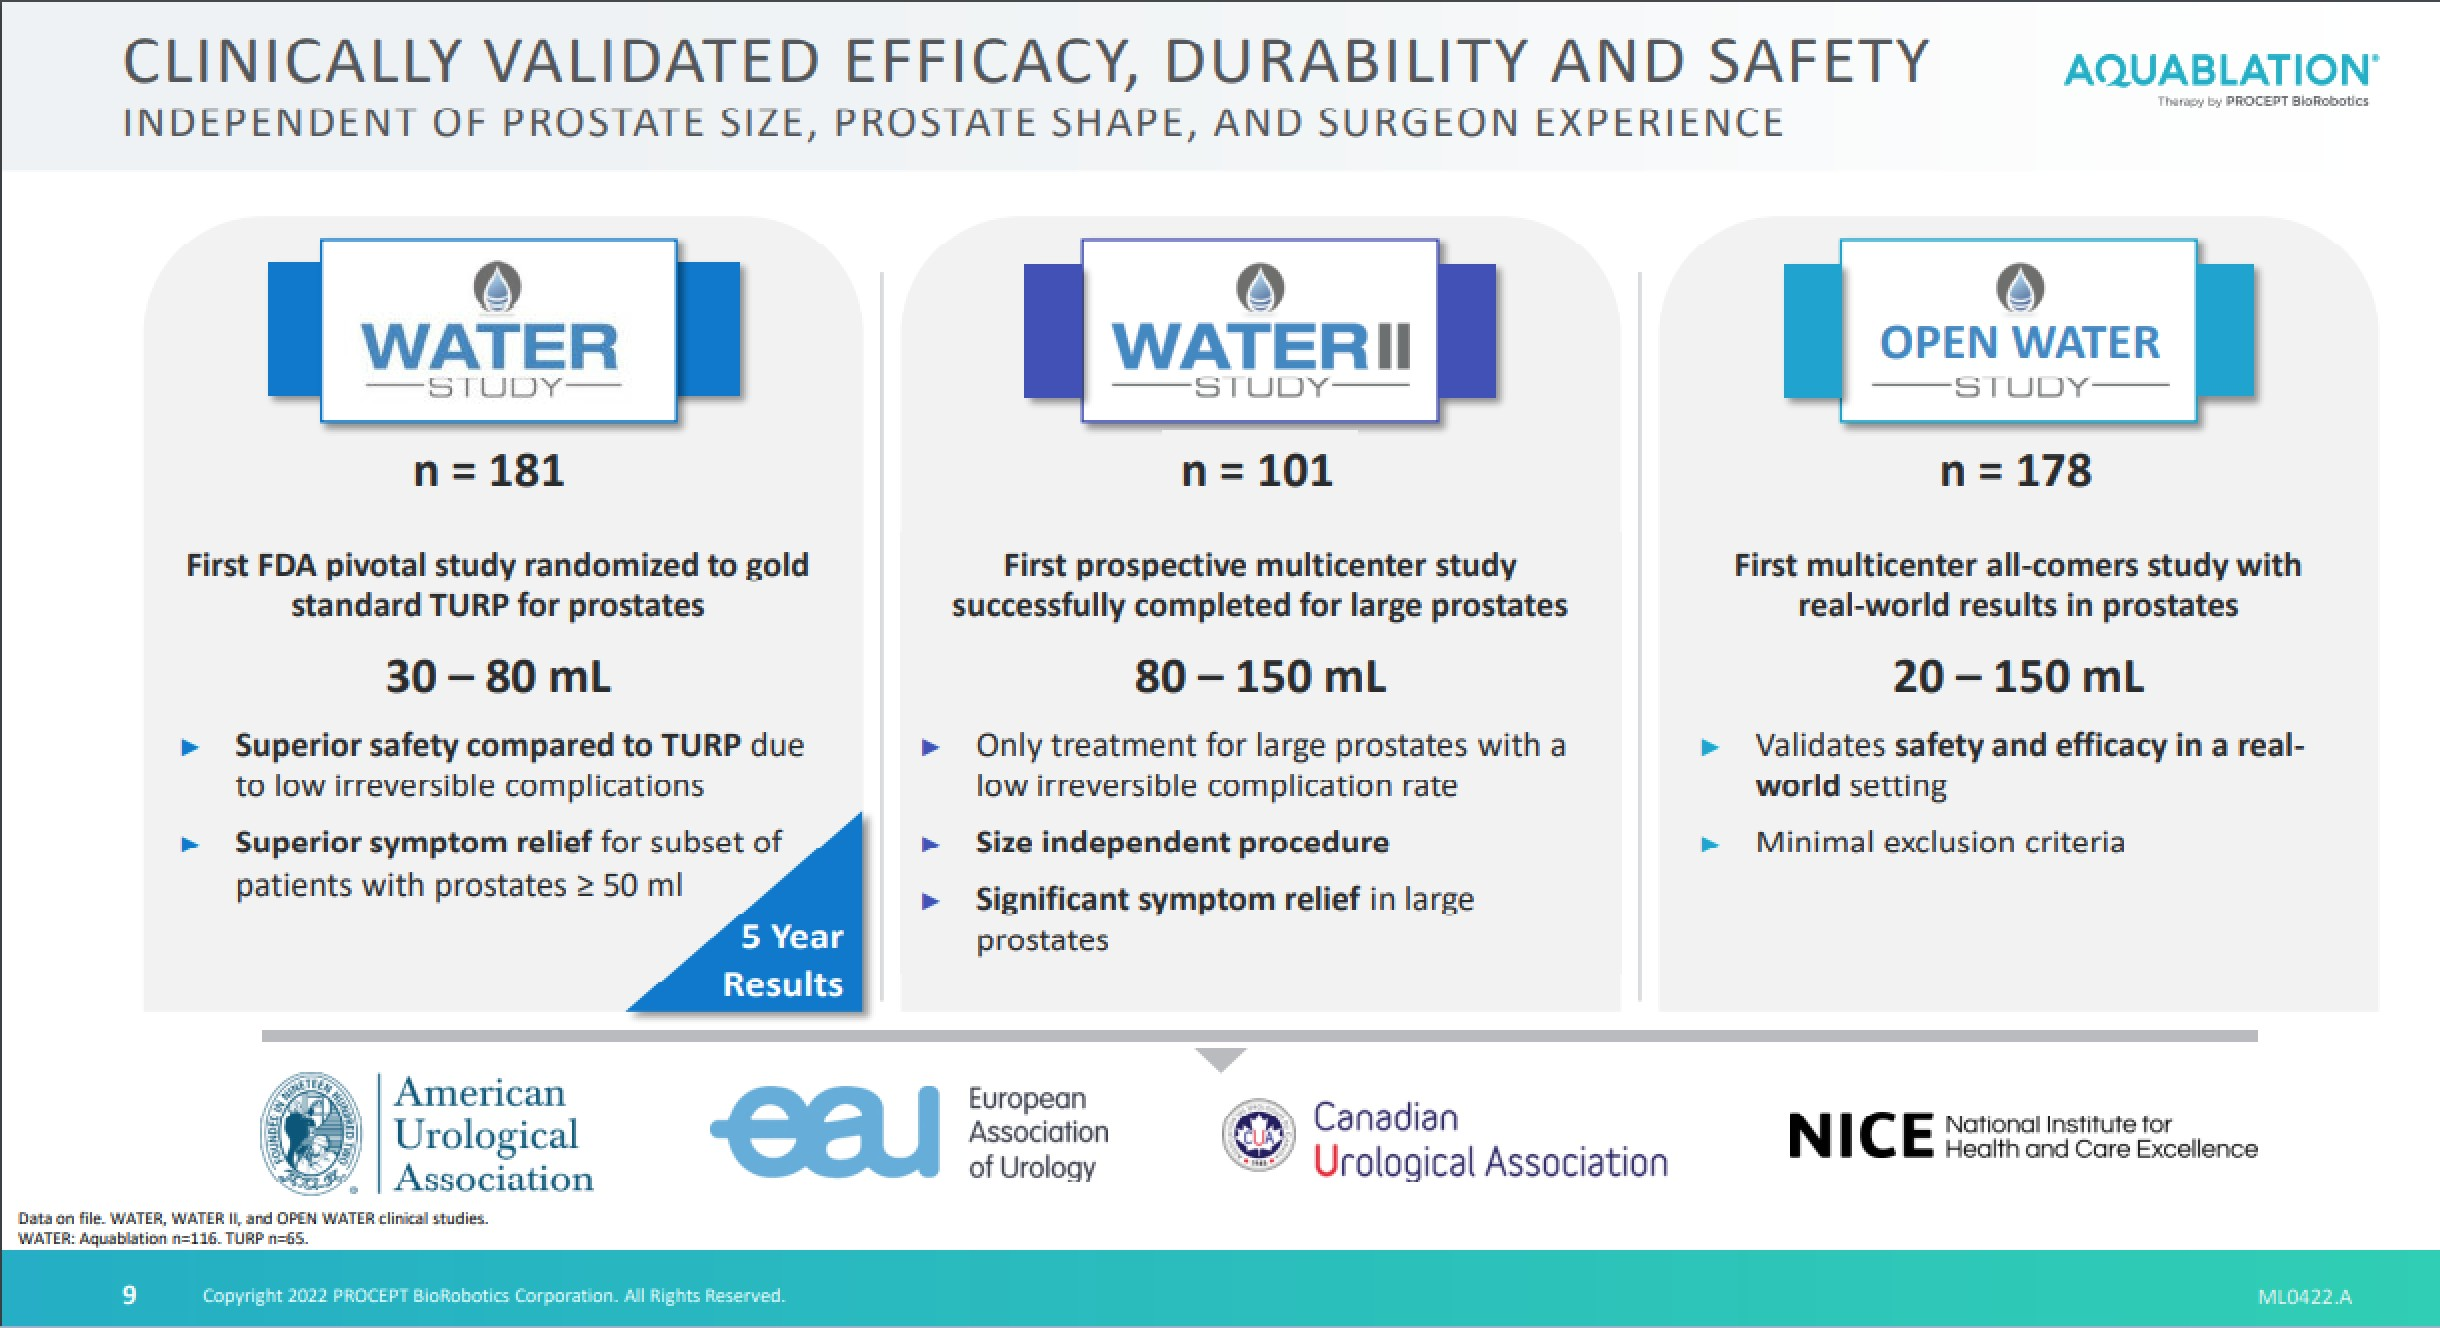 CLINICALLY VALIDATED EFFICACY, DURABILITY AND SAFETY
INDEPENDENT OF PROSTATE SIZE, PROSTATE SHAPE, AND SURGEON EXPERIENCE
AQUABLATION®
Therapy by PROCEPT BioRobotics
WATER
STUDY
n = 181
First FDA pivotal study randomized to gold
standard TURP for prostates
30 – 80 mL
► Superior safety compared to TURP due
to low irreversible complications
► Superior symptom relief for subset of
patients with prostates ≥ 50 ml
5 Year
Results
WATER II
STUDY
n = 101
First prospective multicenter study
successfully completed for large prostates
80 – 150 mL
► Only treatment for large prostates with a
low irreversible complication rate
► Size independent procedure
► Significant symptom relief in large
prostates
OPEN WATER
STUDY
n = 178
First multicenter all-comers study with
real-world results in prostates
20 – 150 mL
► Validates safety and efficacy in a real-
world setting
► Minimal exclusion criteria
American
Urological
Association
®
eau
European
Association
of Urology
CUA
Canadian
Urological Association
NICE
National Institute for
Health and Care Excellence
Data on file. WATER, WATER II, and OPEN WATER clinical studies.
WATER: Aquablation n=116. TURP n=65.
9
Copyright 2022 PROCEPT BioRobotics Corporation. All Rights Reserved.
ML0422.A